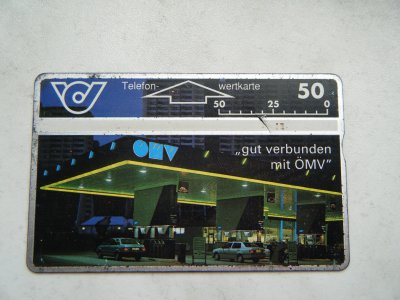 Telefon- wertkarte 50
50 25 0
ÖMV
„gut verbunden
mit ÖMV"